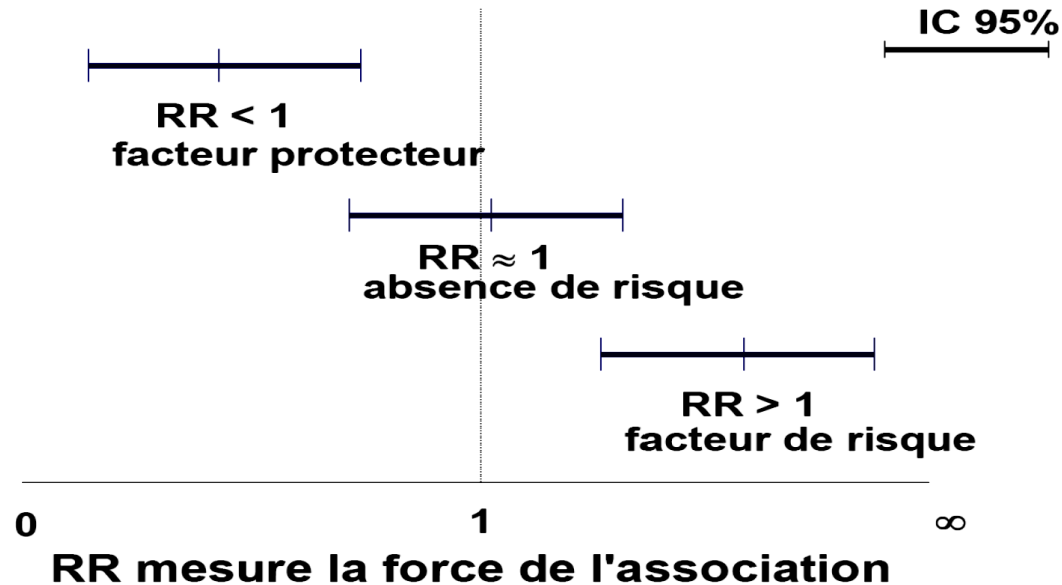 IC 95%
RR < 1
facteur protecteur
RR ≈ 1
absence de risque
RR > 1
facteur de risque
0 1 ∞
RR mesure la force de l'association